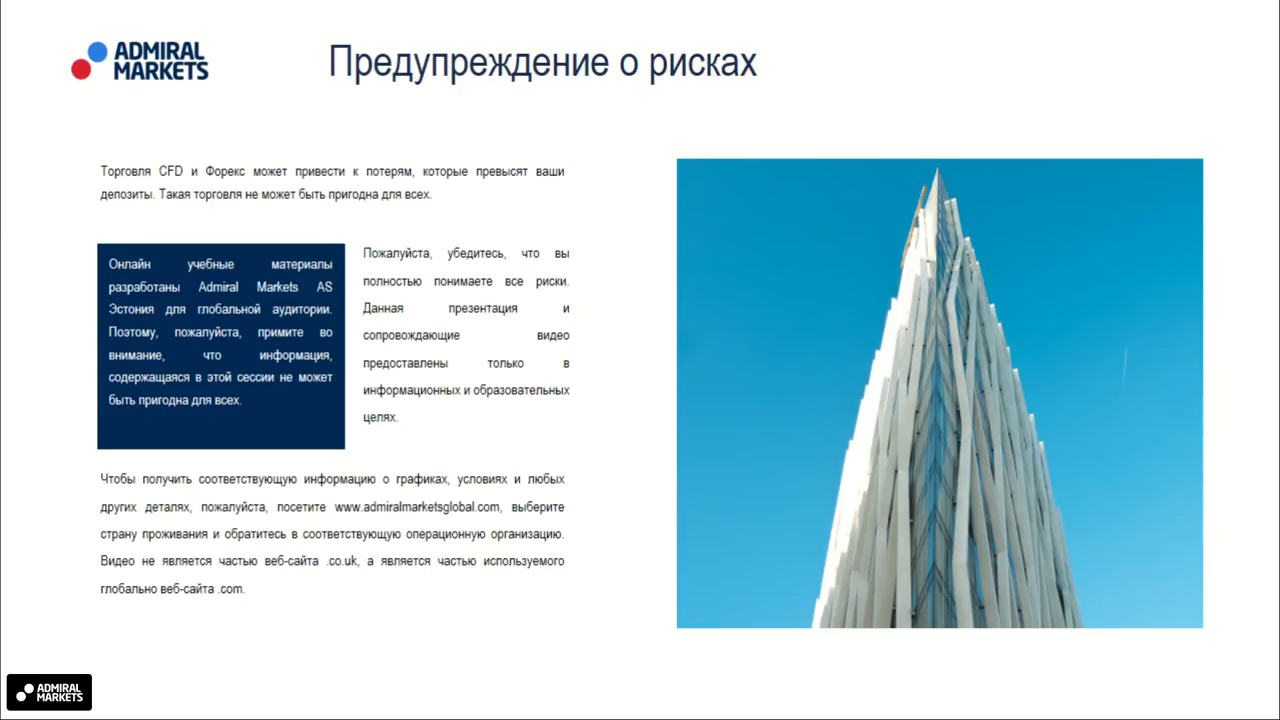 ADMIRAL
MARKETS
Предупреждение о рисках
Торговля CFD и Форекс может привести к потерям, которые превысят ваши
депозиты. Такая торговля не может быть пригодна для всех.
Онлайн учебные материалы
разработаны Admiral Markets AS
Эстония для глобальной аудитории.
Поэтому, пожалуйста, примите во
внимание, что информация,
содержащаяся в этой сессии не может
быть пригодна для всех.
Пожалуйста, убедитесь, что вы
полностью понимаете все риски.
Данная презентация и
сопровождающие видео
предоставлены только в
информационных и образовательных
целях.
Чтобы получить соответствующую информацию о графиках, условиях и любых
других деталях, пожалуйста, посетите www.admiralmarketsglobal.com, выберите
страну проживания и обратитесь в соответствующую операционную организацию.
Видео не является частью веб-сайта .co.uk, а является частью используемого
глобально веб-сайта .com.
ADMIRAL
MARKETS